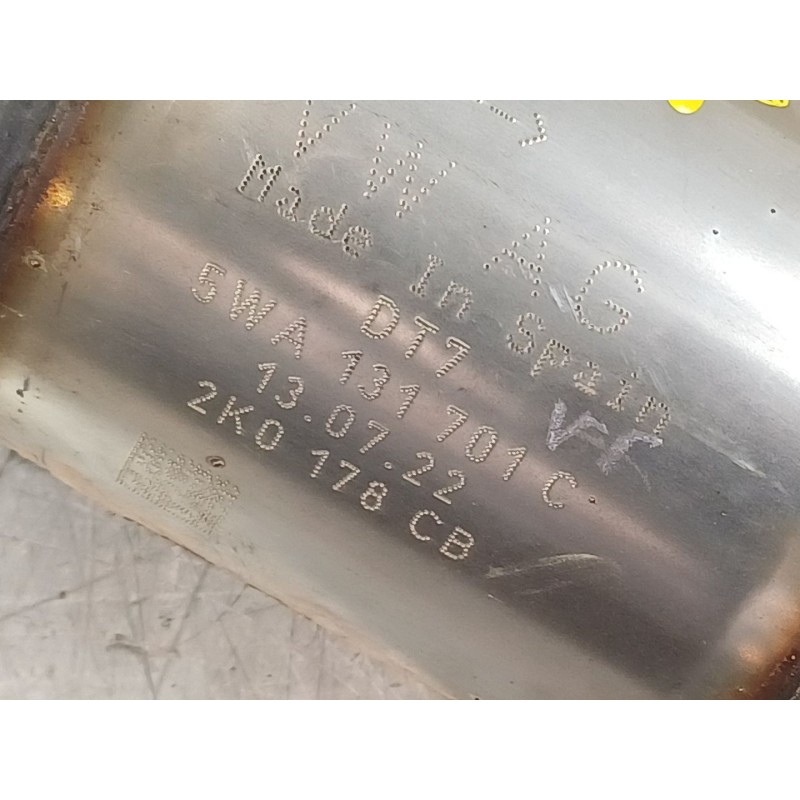 VW AG
Made In Spain
DT7
5WA 131 701 C
13.07.22
2K0 178 CB